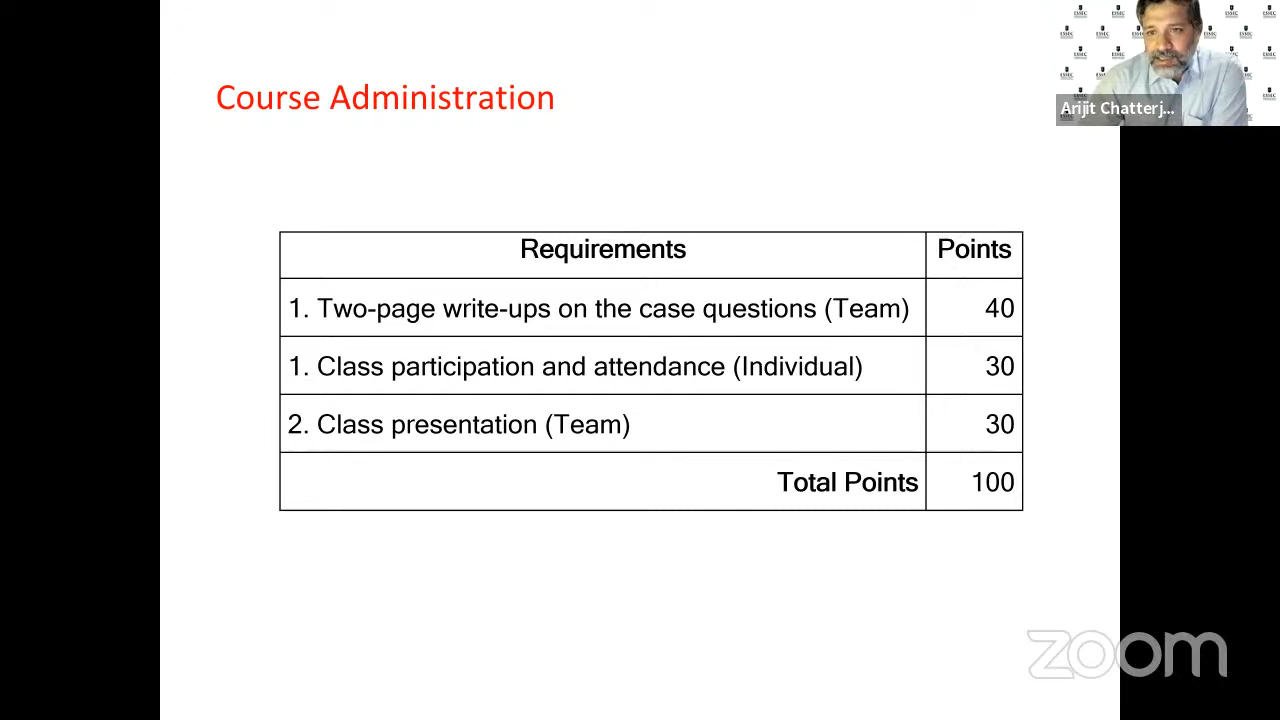 Course Administration
ESSEC
Arijit Chatterj...
Requirements Points
1. Two-page write-ups on the case questions (Team) 40
1. Class participation and attendance (Individual) 30
2. Class presentation (Team) 30
Total Points 100
zoom